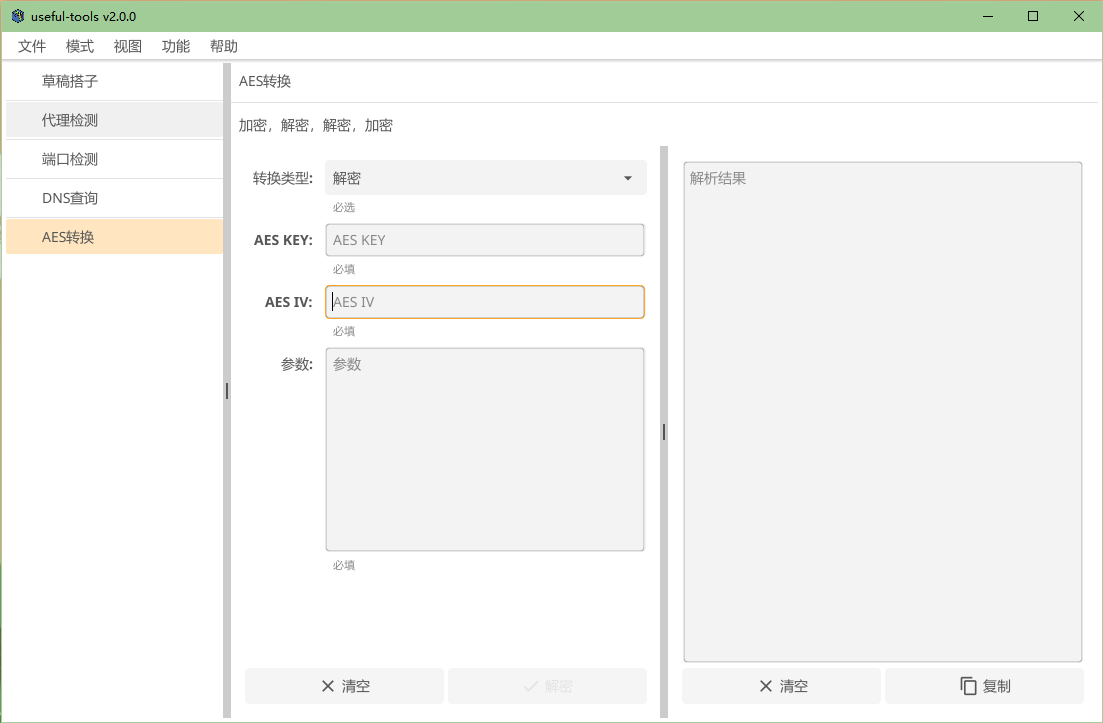 useful-tools v2.0.0
文件 模式 视图 功能 帮助
草稿搭子
代理检测
端口检测
DNS查询
AES转换
AES转换
加密，解密，解密，加密
转换类型: 解密
必选
AES KEY: AES KEY
必填
AES IV: AES IV
必填
参数: 参数
必填
清空 解密
解析结果
清空 复制